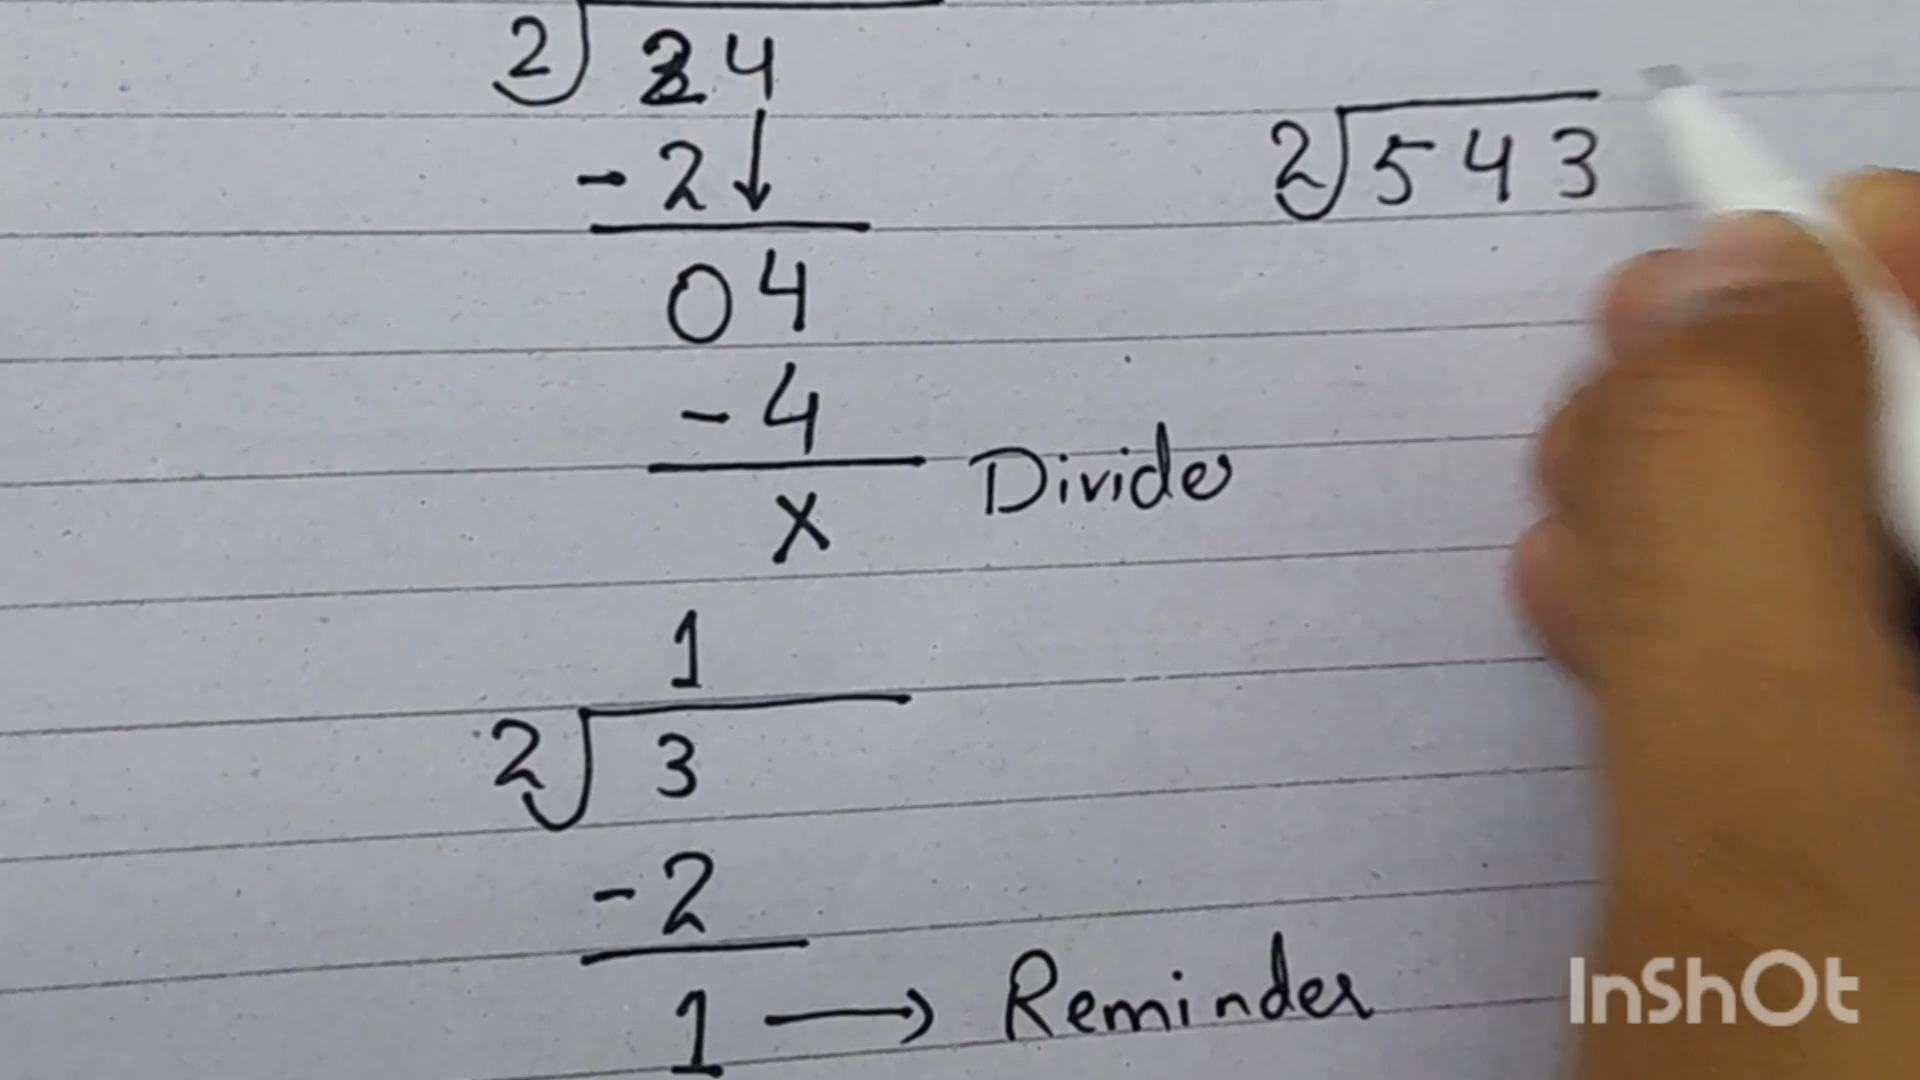 2 24
- 2 ↓
04
- 4
x Divide
1
2 3
- 2
1 → Reminder
2 543
InShOt